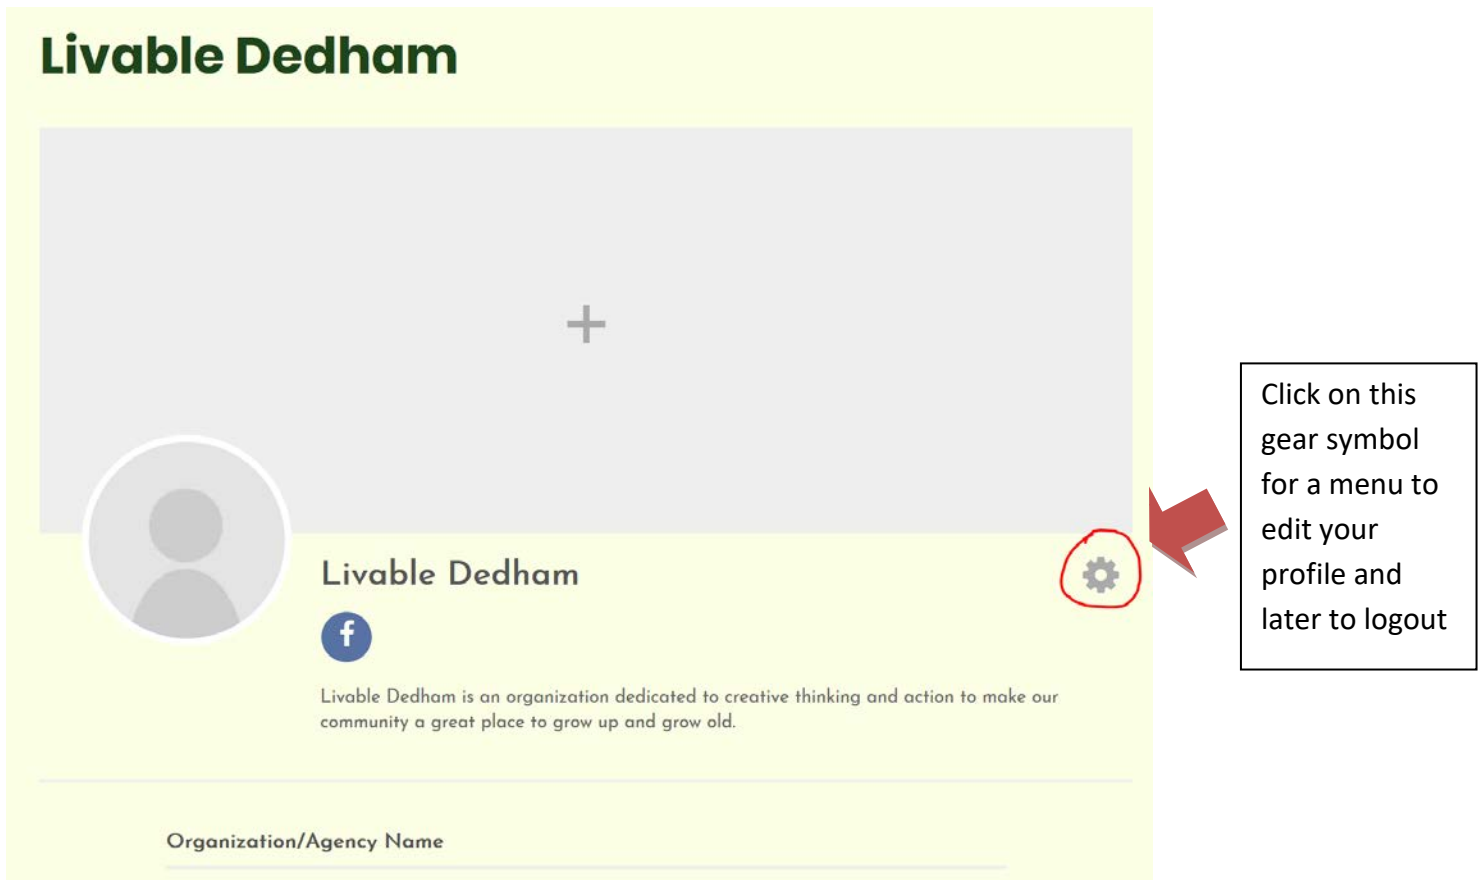 Livable Dedham
Livable Dedham
Livable Dedham is an organization dedicated to creative thinking and action to make our
community a great place to grow up and grow old.
Organization/Agency Name
Click on this
gear symbol
for a menu to
edit your
profile and
later to logout